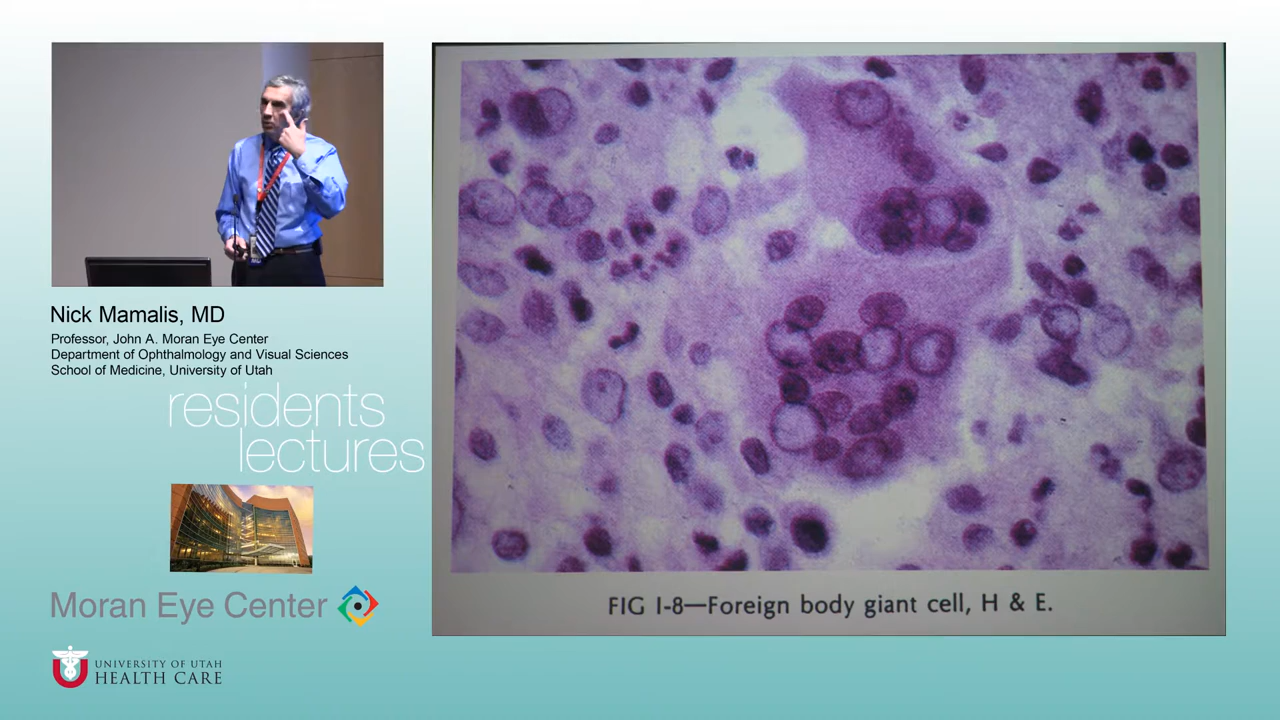 Nick Mamalis, MD
Professor, John A. Moran Eye Center
Department of Ophthalmology and Visual Sciences
School of Medicine, University of Utah
residents
lectures
Moran Eye Center
UNIVERSITY OF UTAH
HEALTH CARE
FIG I-8—Foreign body giant cell, H & E.